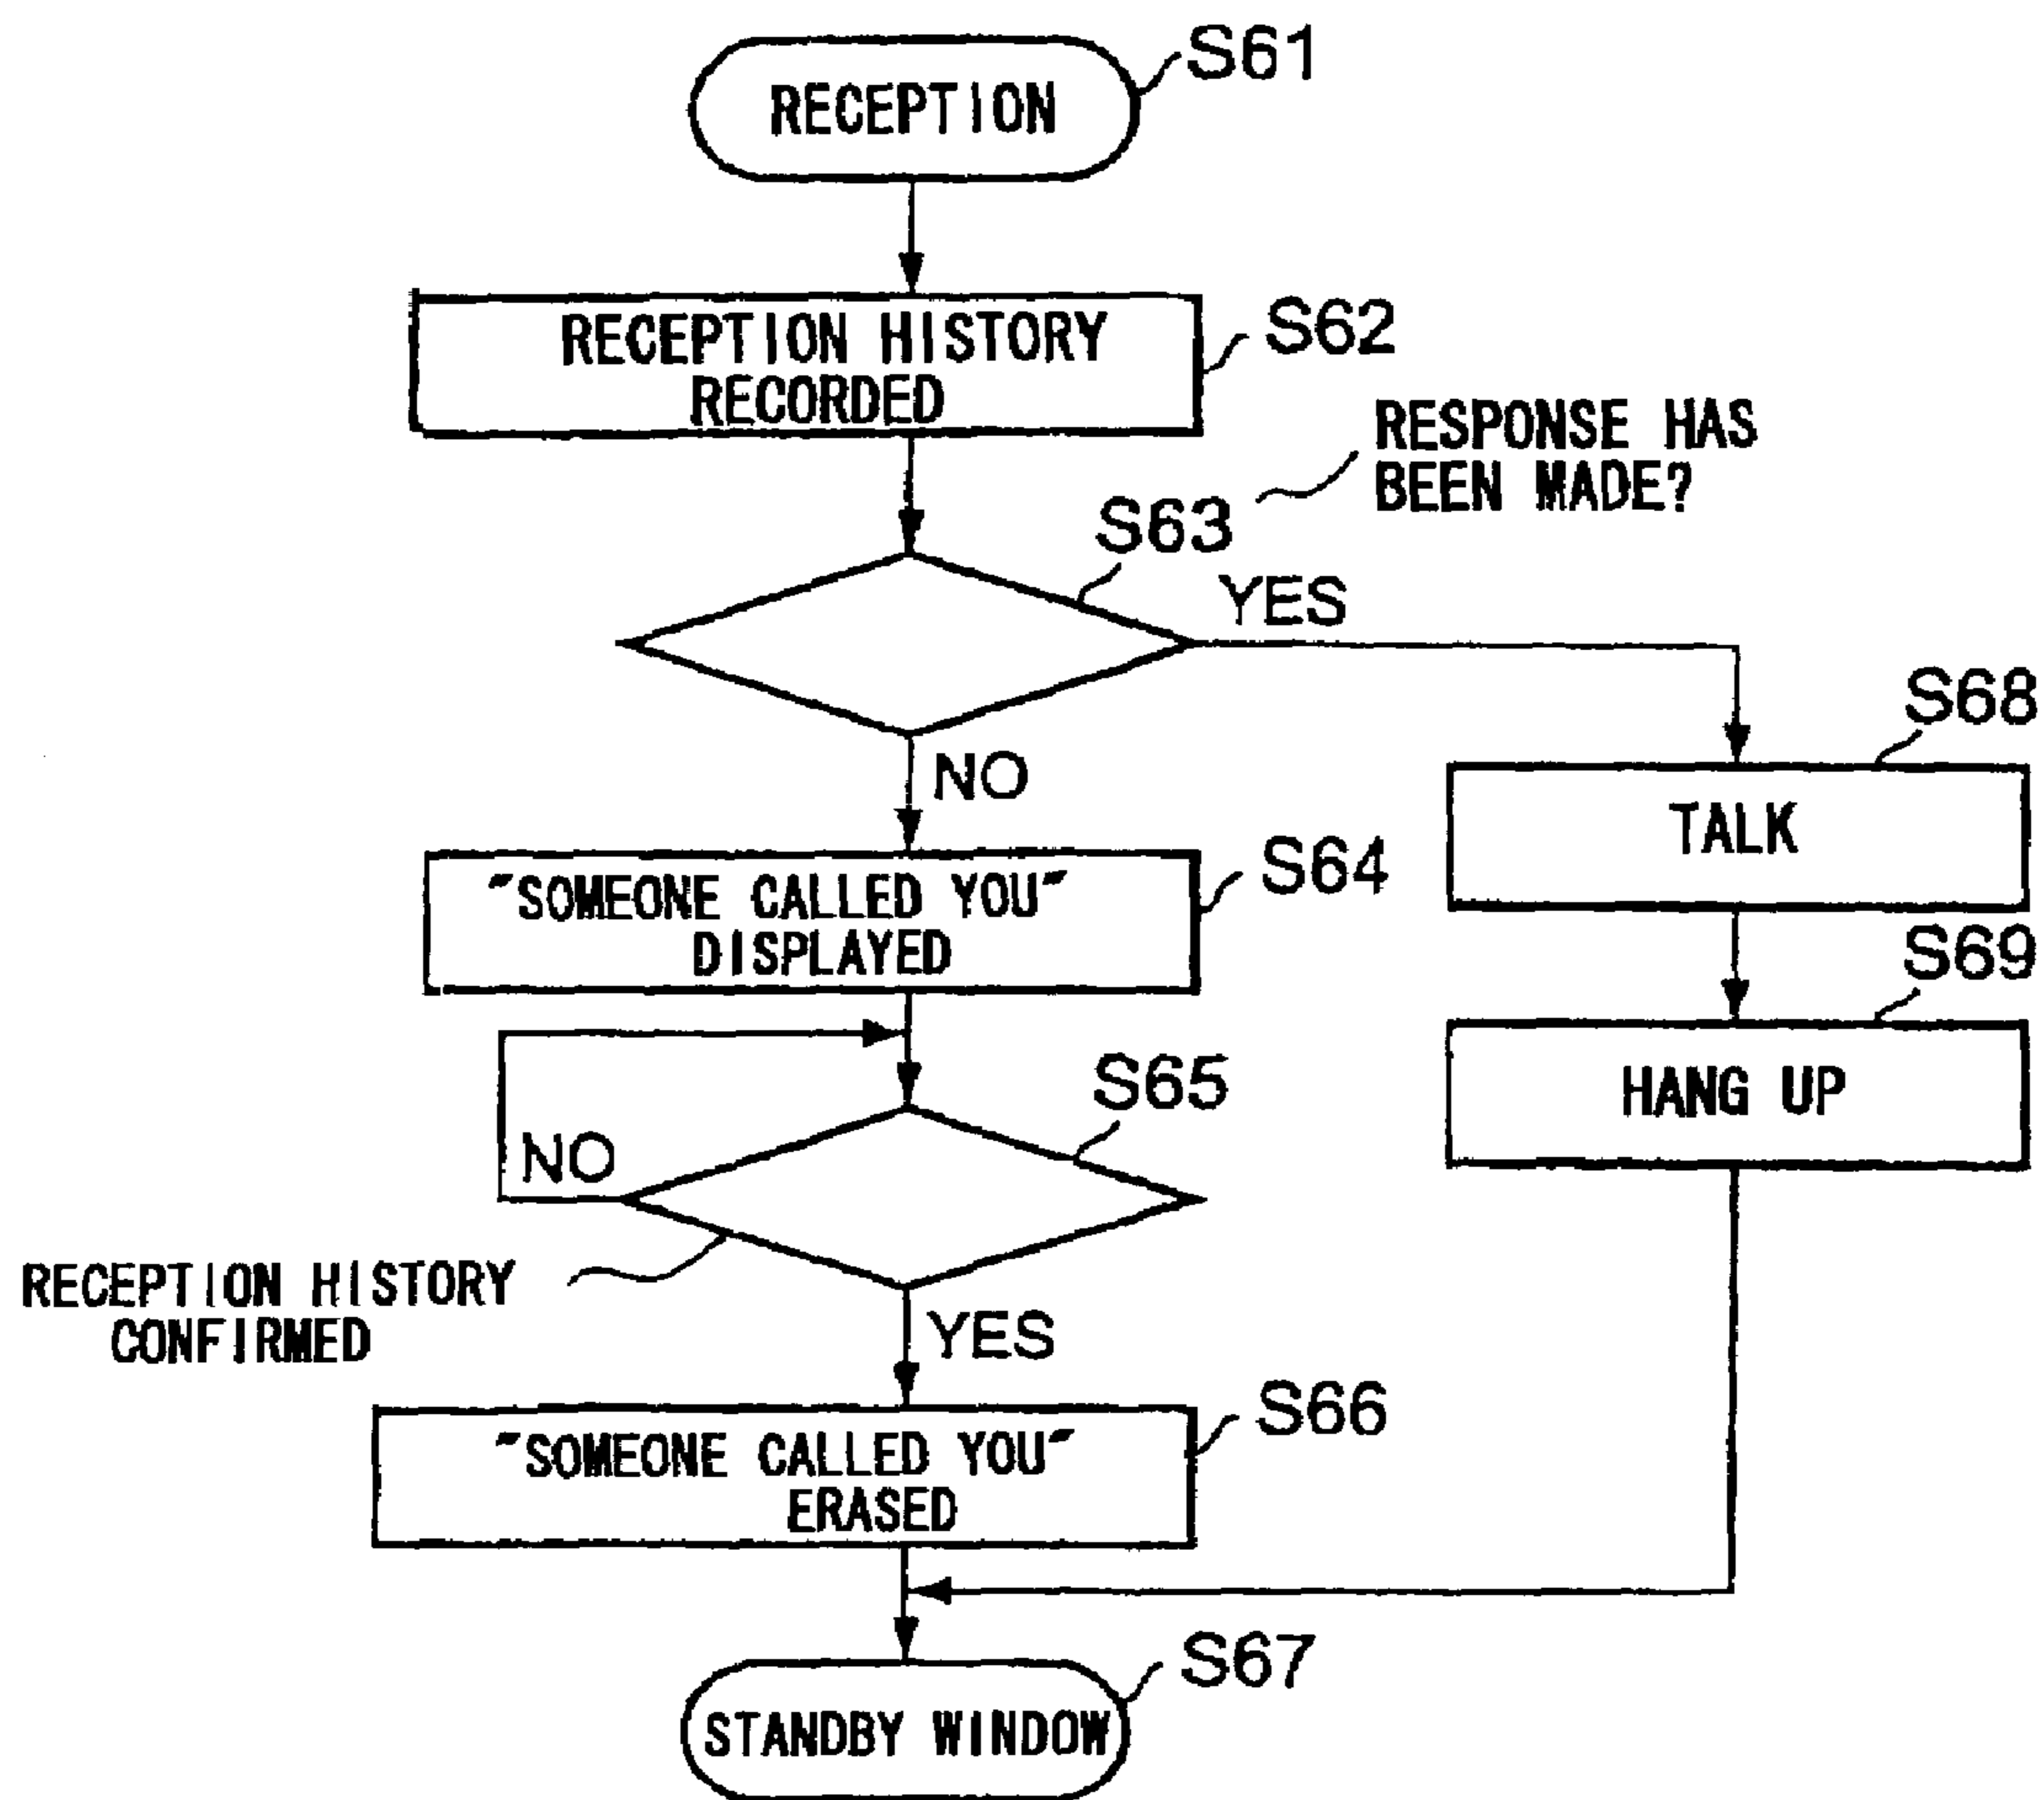 S61
RECEPTION
RECEPTION HISTORY
RECORDED
S62
RESPONSE HAS
BEEN MADE?
S63
YES
S68
NO
TALK
"SOMEONE CALLED YOU"
DISPLAYED
S64
S69
HANG UP
S65
NO
RECEPTION HISTORY
CONFIRMED
YES
S66
"SOMEONE CALLED YOU"
ERASED
S67
STANDBY WINDOW